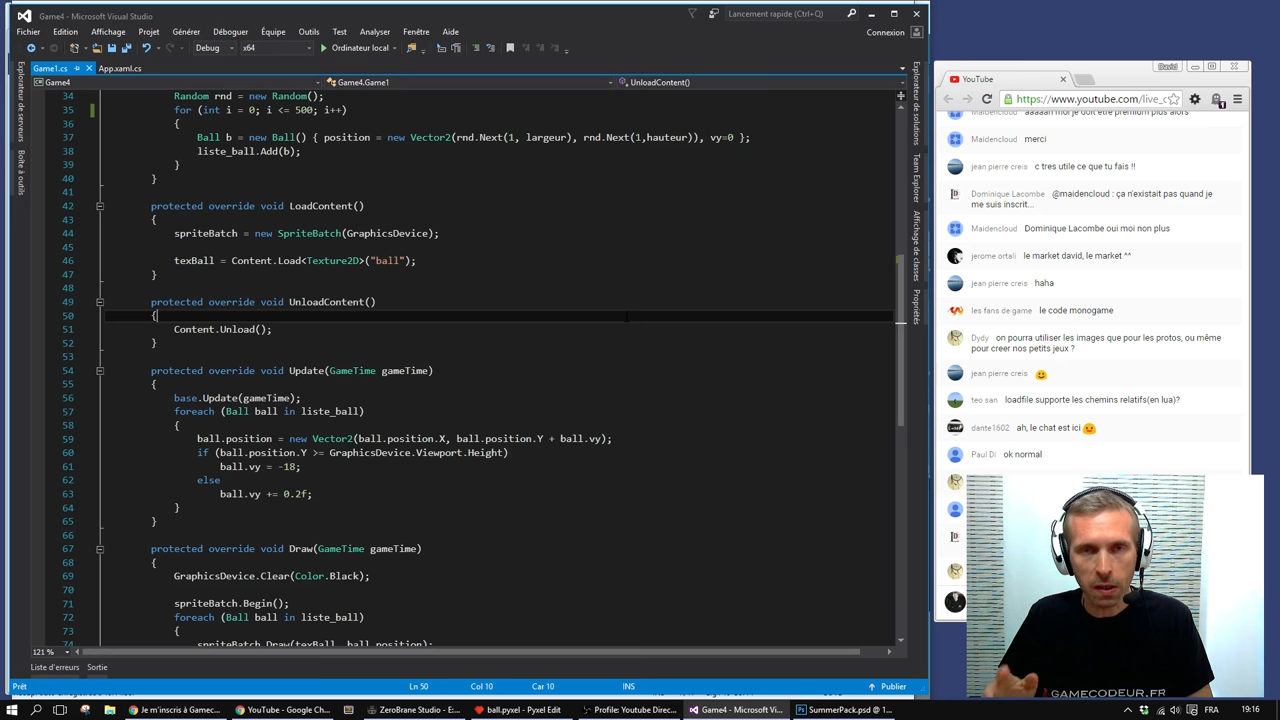 Game4 - Microsoft Visual Studio
Lancement rapide (Ctrl+Q)
Fichier Edition Affichage Projet Générer Déboguer Equipe Outils Test Analyser Fenêtre Aide
Connexion
Debug x64 Ordinateur local
Game1.cs App.xaml.cs
Game4 Game4.Game1 UnloadContent()
Explorateur de serveurs
Boîte à outils
34 Random rnd = new Random();
35 for (int i = 0; i <= 500; i++)
36 {
37 Ball b = new Ball() { position = new Vector2(rnd.Next(1, largeur), rnd.Next(1,hauteur)), vy=0 };
38 liste_ball.Add(b);
39 }
40 }
41
42 protected override void LoadContent()
43 {
44 spriteBatch = new SpriteBatch(GraphicsDevice);
45
46 texBall = Content.Load<Texture2D>("ball");
47 }
48
49 protected override void UnloadContent()
50 {
51 Content.Unload();
52 }
53
54 protected override void Update(GameTime gameTime)
55 {
56 base.Update(gameTime);
57 foreach (Ball ball in liste_ball)
58 {
59 ball.position = new Vector2(ball.position.X, ball.position.Y + ball.vy);
60 if (ball.position.Y >= GraphicsDevice.Viewport.Height)
61 ball.vy = -18;
62 else
63 ball.vy += 0.2f;
64 }
65 }
66
67 protected override void Draw(GameTime gameTime)
68 {
69 GraphicsDevice.Clear(Color.Black);
70
71 spriteBatch.Begin();
72 foreach (Ball ball in liste_ball)
73 {
74 spriteBatch.Draw(texBall, ball.position);
121 %
Liste d'erreurs Sortie
Prêt Ln 50 Col 10 Car 10 INS Publier
Explorateur de solutions
Team Explorer
Affichage de classes
Propriétés
David
YouTube
https://www.youtube.com/live_c
aaaaah moi je doit etre premium plus alors
Maidencloud merci
jean pierre creis c tres utile ce que tu fais !!
Dominique Lacombe @maidencloud : ça n'existait pas quand je
me suis inscrit...
Maidencloud Dominique Lacombe oui moi non plus
jerome ortali le market david, le market ^^
jean pierre creis haha
les fans de game le code monogame
Dydy on pourra utiliser les images que pour les protos, ou même
pour creer nos petits jeux ?
jean pierre creis
teo san loadfile supporte les chemins relatifs(en lua)?
dante1602 ah, le chat est ici
Paul Di ok normal
GAMECODEUR.FR
Je m'inscris à Gamec... YouTube - Google Ch... ZeroBrane Studio - E... ball.pyxel - Pyxel Edit Profile: Youtube Direc... Game4 - Microsoft Vi... SummerPack.psd @ ... FRA 19:16